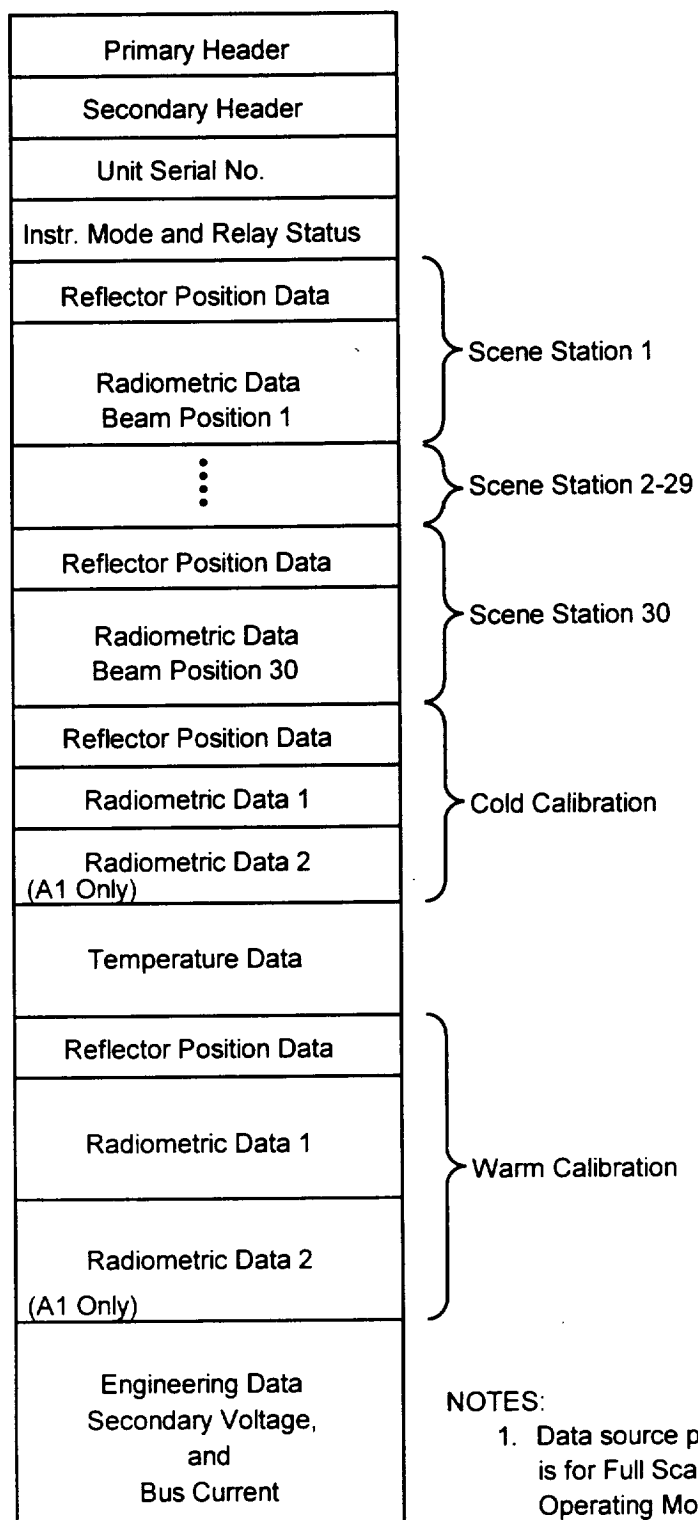 Primary Header
Secondary Header
Unit Serial No.
Instr. Mode and Relay Status
Reflector Position Data
Radiometric Data
Beam Position 1
Scene Station 1
Scene Station 2-29
Reflector Position Data
Radiometric Data
Beam Position 30
Scene Station 30
Reflector Position Data
Radiometric Data 1
Radiometric Data 2
(A1 Only)
Cold Calibration
Temperature Data
Reflector Position Data
Radiometric Data 1
Radiometric Data 2
(A1 Only)
Warm Calibration
Engineering Data
Secondary Voltage,
and
Bus Current
NOTES:
1. Data source p
is for Full Sca
Operating Mo